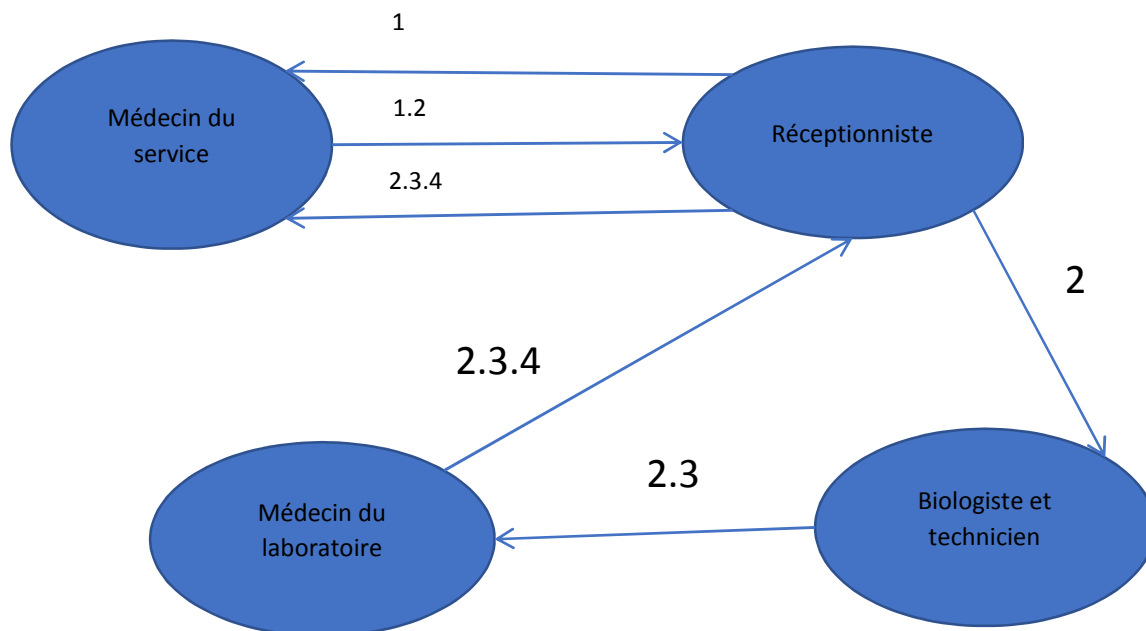 1
Médecin du
service
1.2
Réceptionniste
2.3.4
2
2.3.4
2.3
Médecin du
laboratoire
Biologiste et
technicien